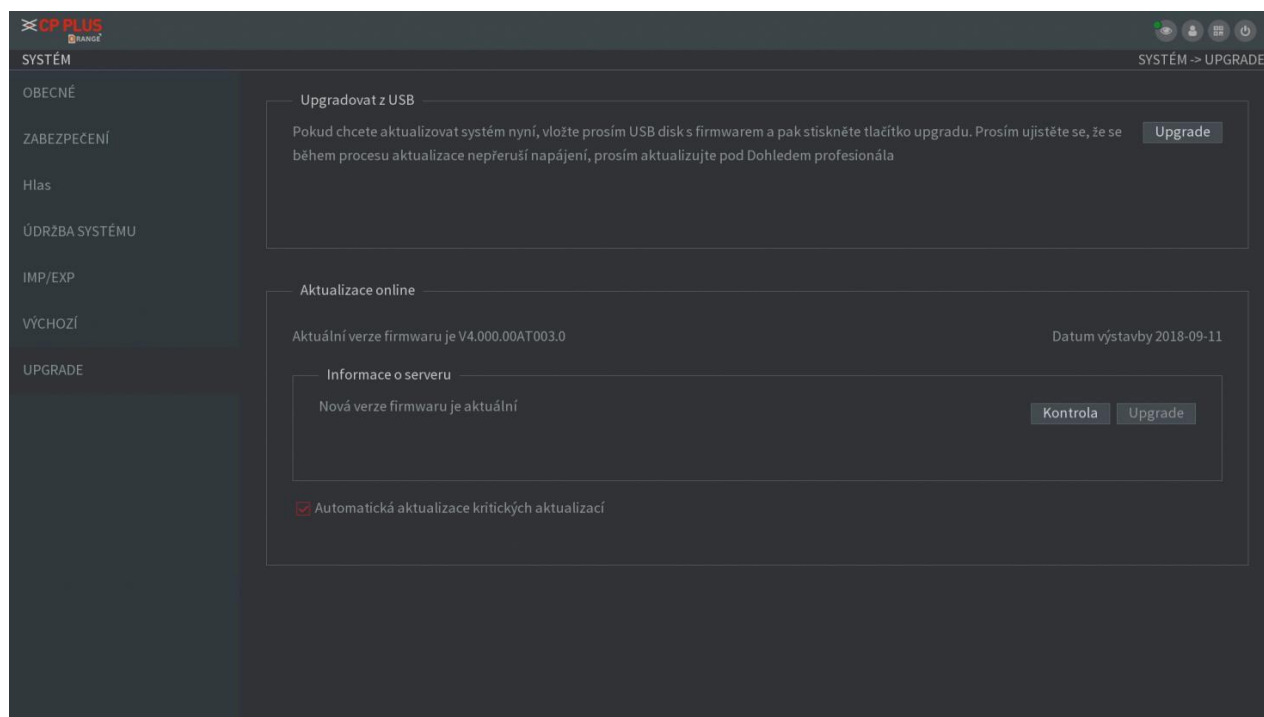 CP PLUS
ORANGE
SYSTÉM
SYSTÉM -> UPGRADE
OBECNÉ
ZABEZPEČENÍ
Hlas
ÚDRŽBA SYSTÉMU
IMP/EXP
VÝCHOZÍ
UPGRADE
Upgradovat z USB
Pokud chcete aktualizovat systém nyní, vložte prosím USB disk s firmwarem a pak stiskněte tlačítko upgradu. Prosím ujistěte se, že se
během procesu aktualizace nepřeruší napájení, prosím aktualizujte pod Dohledem profesionála
Upgrade
Aktualizace online
Aktuální verze firmwaru je V4.000.00AT003.0
Datum výstavby 2018-09-11
Informace o serveru
Nová verze firmwaru je aktuální
Kontrola
Upgrade
Automatická aktualizace kritických aktualizací